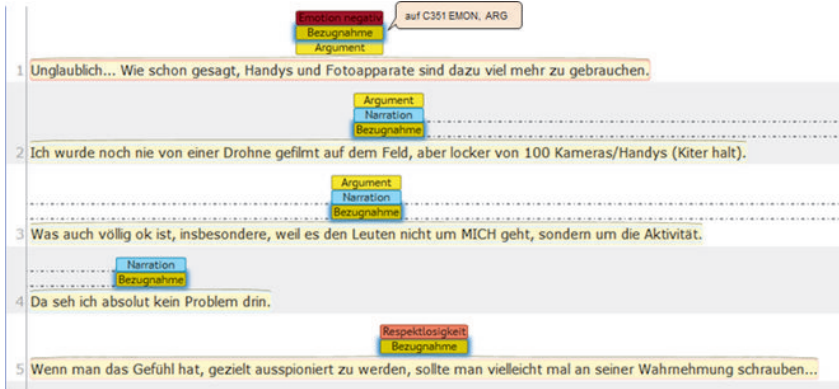 Emotion negativ
auf C351 EMON, ARG
Bezugnahme
Argument
1 Unglaublich... Wie schon gesagt, Handys und Fotoapparate sind dazu viel mehr zu gebrauchen.
Argument
Narration
Bezugnahme
2 Ich wurde noch nie von einer Drohne gefilmt auf dem Feld, aber locker von 100 Kameras/Handys (Kiter halt).
Argument
Narration
Bezugnahme
3 Was auch völlig ok ist, insbesondere, weil es den Leuten nicht um MICH geht, sondern um die Aktivität.
Narration
Bezugnahme
4 Da seh ich absolut kein Problem drin.
Respektlosigkeit
Bezugnahme
5 Wenn man das Gefühl hat, gezielt ausspioniert zu werden, sollte man vielleicht mal an seiner Wahrnehmung schrauben...